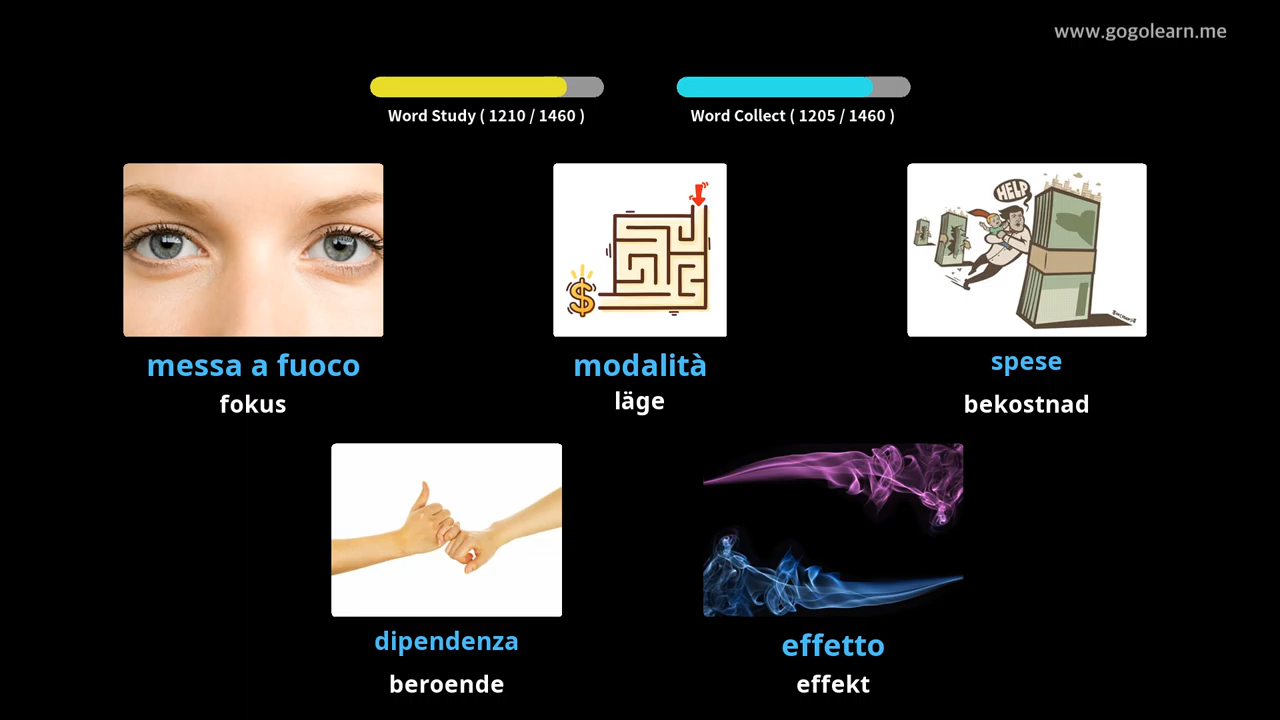 www.gogolearn.me
Word Study ( 1210 / 1460 )
Word Collect ( 1205 / 1460 )
HELP
messa a fuoco
fokus
modalità
läge
spese
bekostnad
dipendenza
beroende
effetto
effekt